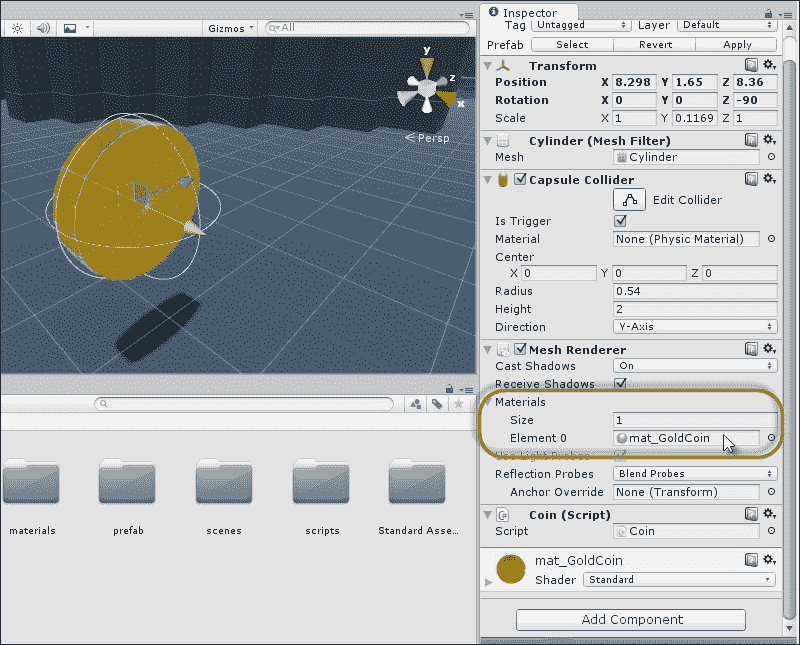 Gizmos All
y
z
x
Persp
materials prefab scenes scripts Standard Asse...
Inspector
Tag Untagged Layer Default
Prefab Select Revert Apply
Transform
Position X 8.298 Y 1.65 Z 8.36
Rotation X 0 Y 0 Z -90
Scale X 1 Y 0.1169 Z 1
Cylinder (Mesh Filter)
Mesh Cylinder
Capsule Collider
Edit Collider
Is Trigger
Material None (Physic Material)
Center
X 0 Y 0 Z 0
Radius 0.54
Height 2
Direction Y-Axis
Mesh Renderer
Cast Shadows On
Receive Shadows
Materials
Size 1
Element 0 mat_GoldCoin
Use Light Probes
Reflection Probes Blend Probes
Anchor Override None (Transform)
Coin (Script)
Script Coin
mat_GoldCoin
Shader Standard
Add Component